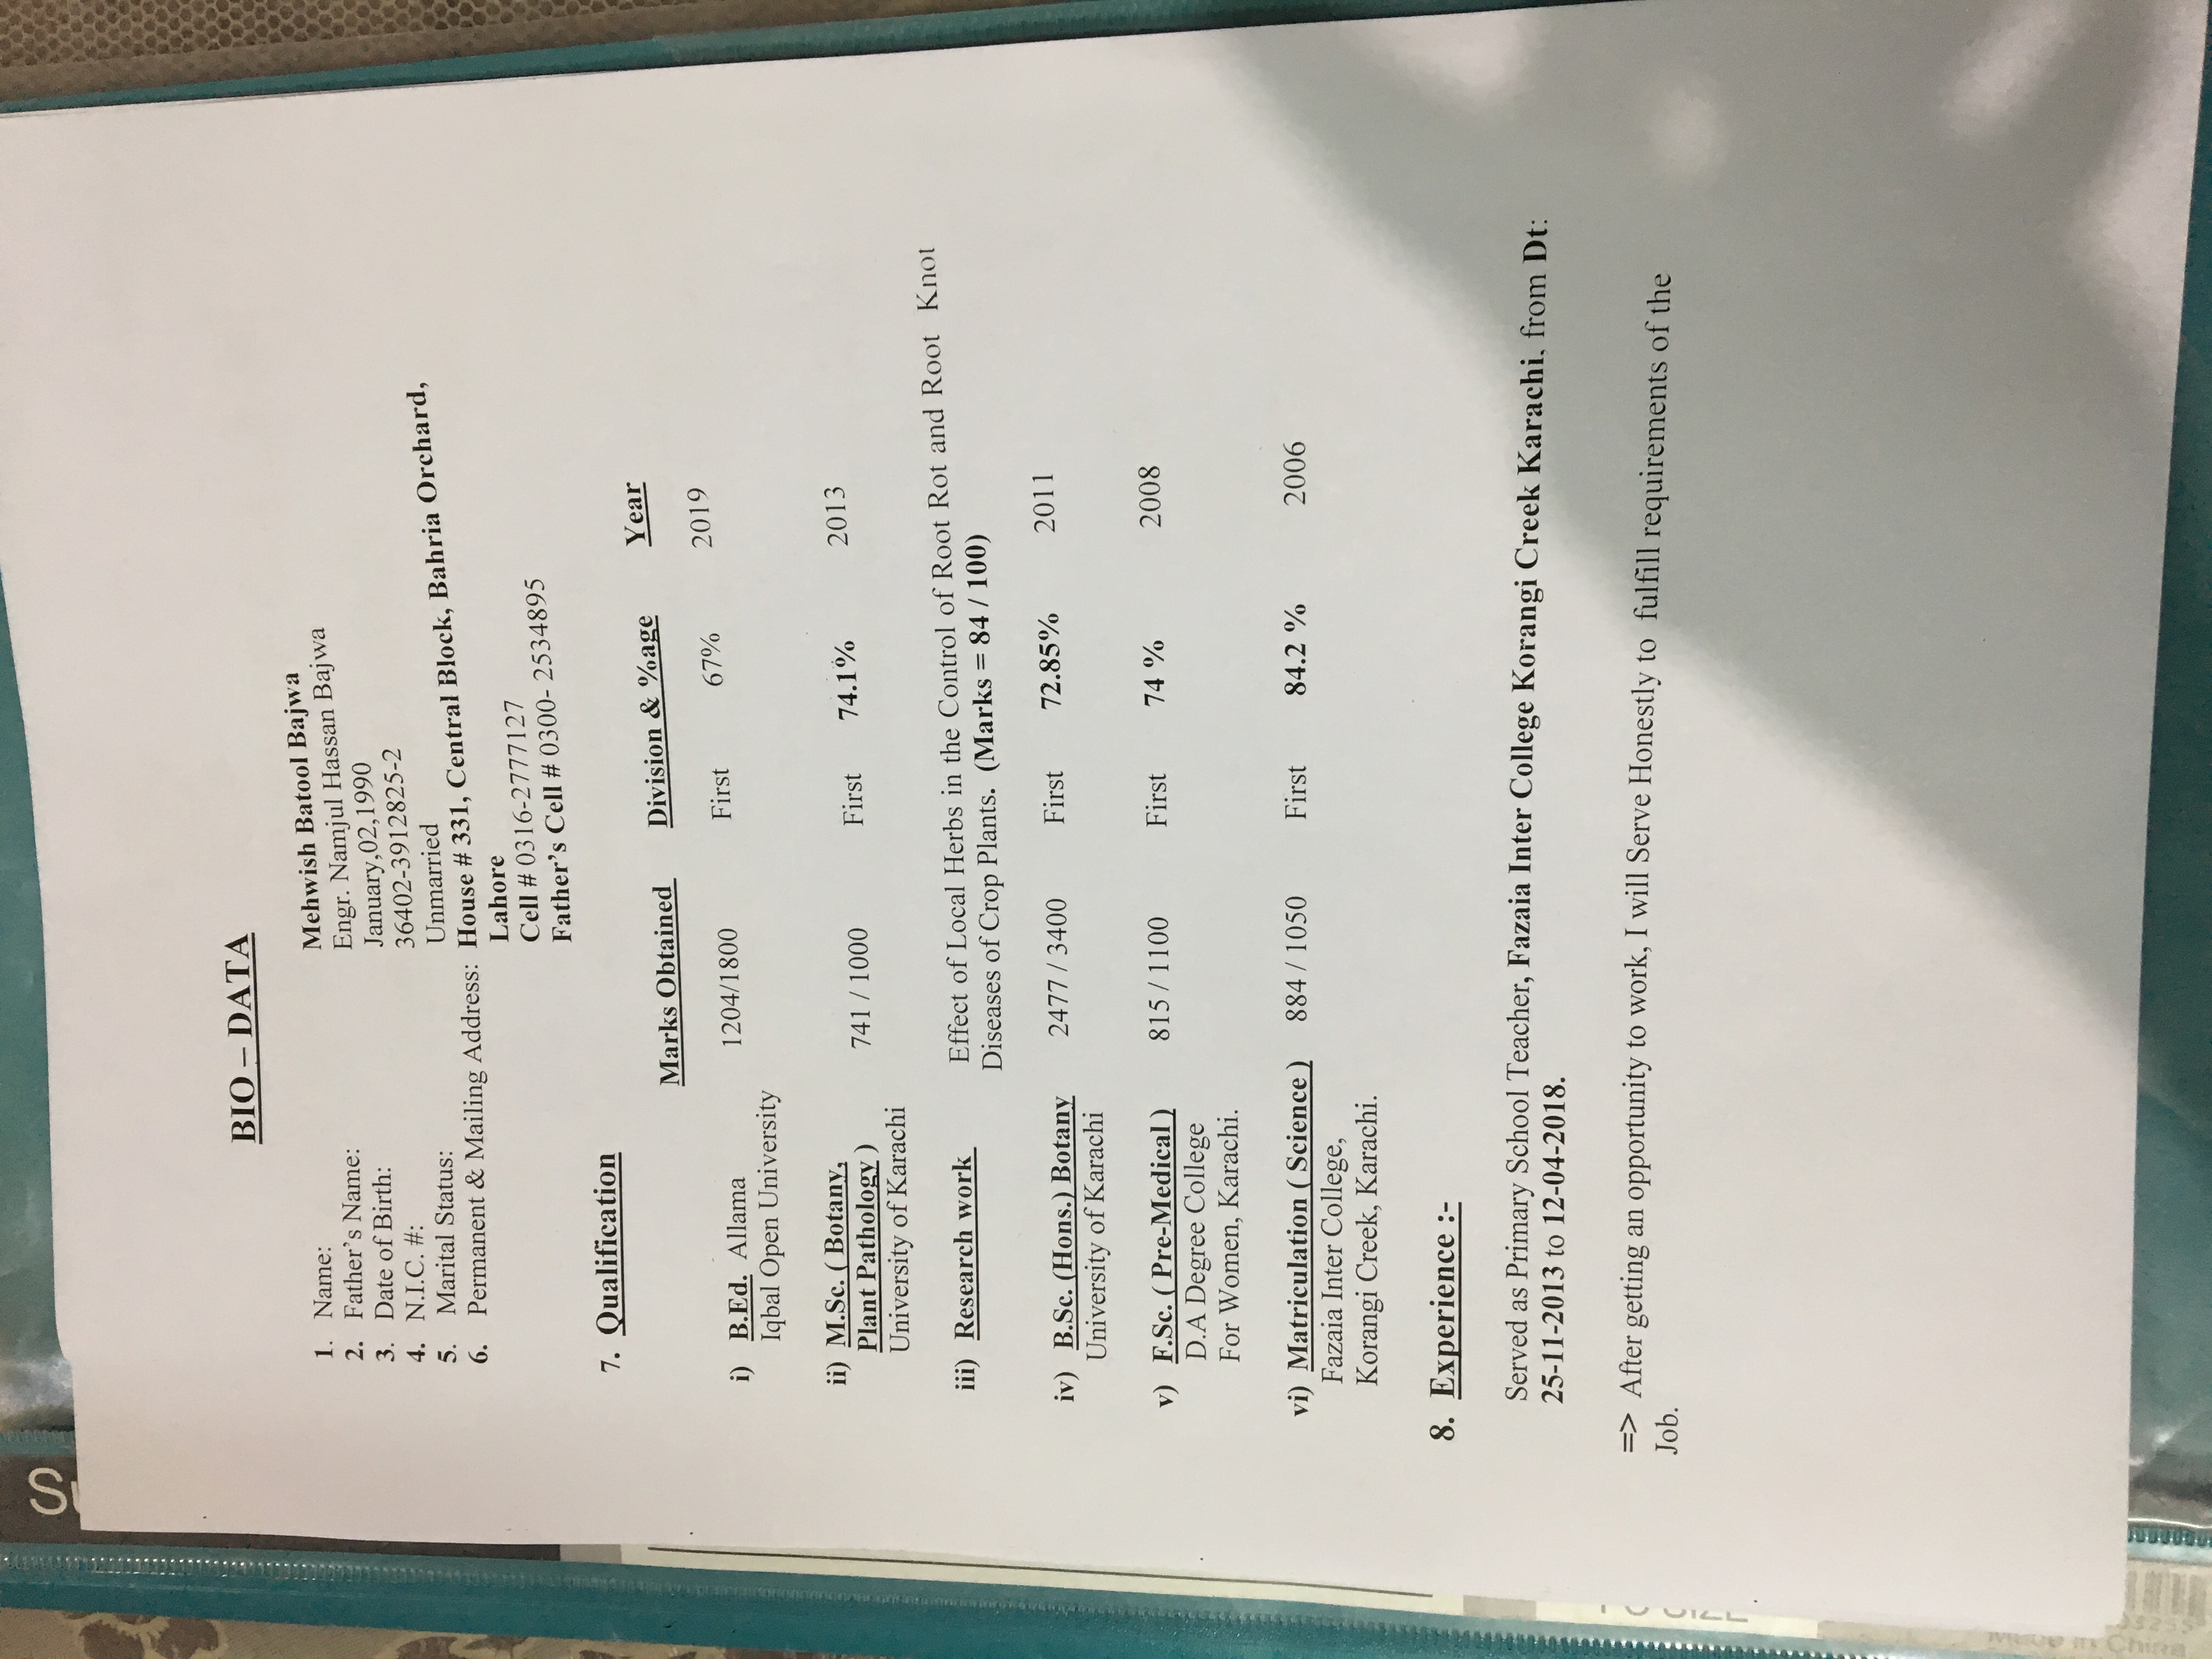 BIO – DATA
1. Name: Mehwish Batool Bajwa
2. Father's Name: Engr. Namjul Hassan Bajwa
3. Date of Birth: January,02,1990
4. N.I.C. #: 36402-3912825-2
5. Marital Status: Unmarried
6. Permanent & Mailing Address: House # 331, Central Block, Bahria Orchard,
Lahore
Cell # 0316-2777127
Father's Cell # 0300- 2534895
7. Qualification
Marks Obtained Division & %age Year
i) B.Ed. Allama 1204/1800 First 67% 2019
Iqbal Open University
ii) M.Sc. ( Botany,
Plant Pathology ) 741 / 1000 First 74.1% 2013
University of Karachi
iii) Research work Effect of Local Herbs in the Control of Root Rot and Root Knot
Diseases of Crop Plants. (Marks = 84 / 100)
iv) B.Sc. (Hons.) Botany 2477 / 3400 First 72.85% 2011
University of Karachi
v) F.Sc. ( Pre-Medical ) 815 / 1100 First 74 % 2008
D.A Degree College
For Women, Karachi.
vi) Matriculation ( Science ) 884 / 1050 First 84.2 % 2006
Fazaia Inter College,
Korangi Creek, Karachi.
8. Experience :-
Served as Primary School Teacher, Fazaia Inter College Korangi Creek Karachi, from Dt:
25-11-2013 to 12-04-2018.
=> After getting an opportunity to work, I will Serve Honestly to fulfill requirements of the
Job.